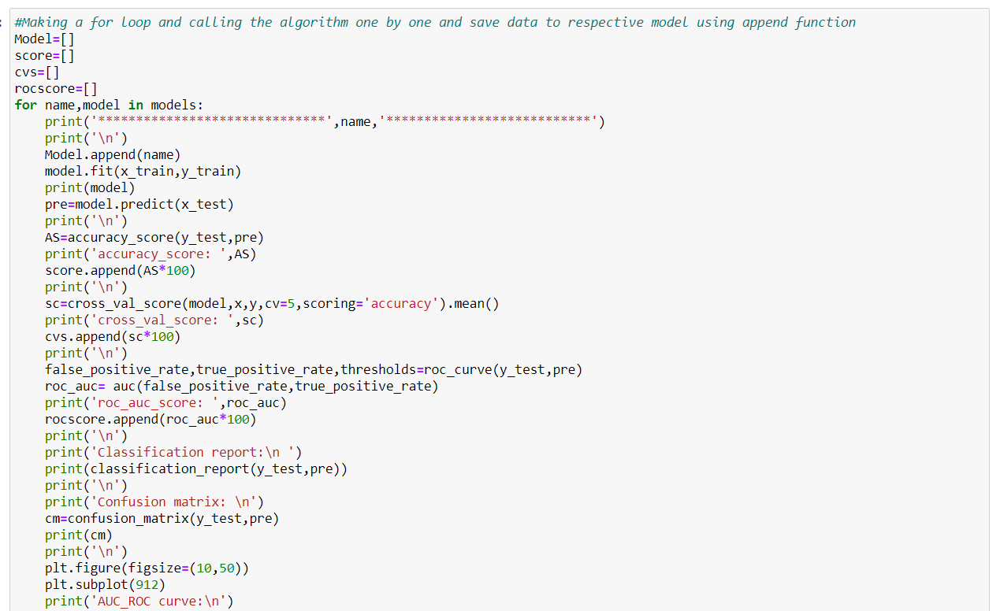 #Making a for loop and calling the algorithm one by one and save data to respective model using append function
Model=[]
score=[]
cvs=[]
rocscore=[]
for name,model in models:
    print('******************************',name,'***************************')
    print('\n')
    Model.append(name)
    model.fit(x_train,y_train)
    print(model)
    pre=model.predict(x_test)
    print('\n')
    AS=accuracy_score(y_test,pre)
    print('accuracy_score: ',AS)
    score.append(AS*100)
    print('\n')
    sc=cross_val_score(model,x,y,cv=5,scoring='accuracy').mean()
    print('cross_val_score: ',sc)
    cvs.append(sc*100)
    print('\n')
    false_positive_rate,true_positive_rate,thresholds=roc_curve(y_test,pre)
    roc_auc= auc(false_positive_rate,true_positive_rate)
    print('roc_auc_score: ',roc_auc)
    rocscore.append(roc_auc*100)
    print('\n')
    print('Classification report:\n ')
    print(classification_report(y_test,pre))
    print('\n')
    print('Confusion matrix: \n')
    cm=confusion_matrix(y_test,pre)
    print(cm)
    print('\n')
    plt.figure(figsize=(10,50))
    plt.subplot(912)
    print('AUC_ROC curve:\n')